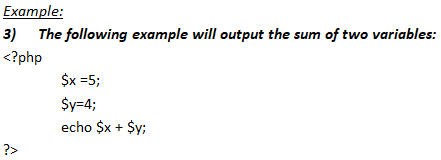 Example:
3) The following example will output the sum of two variables:
<?php
$x =5;
$y=4;
echo $x + $y;
?>